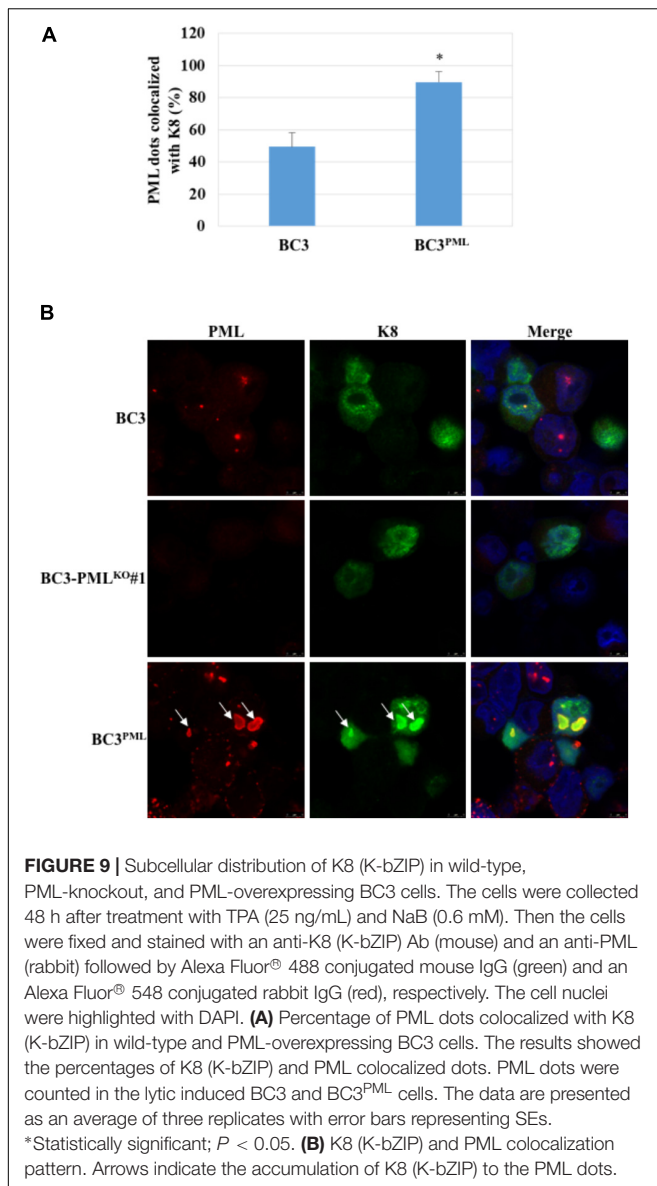 A
120
100
80
60
40
20
0
PML dots colocalized
with K8 (%)
*
BC3
BC3PML
B
PML
K8
Merge
BC3
BC3-PMLKO#1
BC3PML
FIGURE 9 | Subcellular distribution of K8 (K-bZIP) in wild-type,
PML-knockout, and PML-overexpressing BC3 cells. The cells were collected
48 h after treatment with TPA (25 ng/mL) and NaB (0.6 mM). Then the cells
were fixed and stained with an anti-K8 (K-bZIP) Ab (mouse) and an anti-PML
(rabbit) followed by Alexa Fluor® 488 conjugated mouse IgG (green) and an
Alexa Fluor® 548 conjugated rabbit IgG (red), respectively. The cell nuclei
were highlighted with DAPI. (A) Percentage of PML dots colocalized with K8
(K-bZIP) in wild-type and PML-overexpressing BC3 cells. The results showed
the percentages of K8 (K-bZIP) and PML colocalized dots. PML dots were
counted in the lytic induced BC3 and BC3PML cells. The data are presented
as an average of three replicates with error bars representing SEs.
*Statistically significant; P < 0.05. (B) K8 (K-bZIP) and PML colocalization
pattern. Arrows indicate the accumulation of K8 (K-bZIP) to the PML dots.